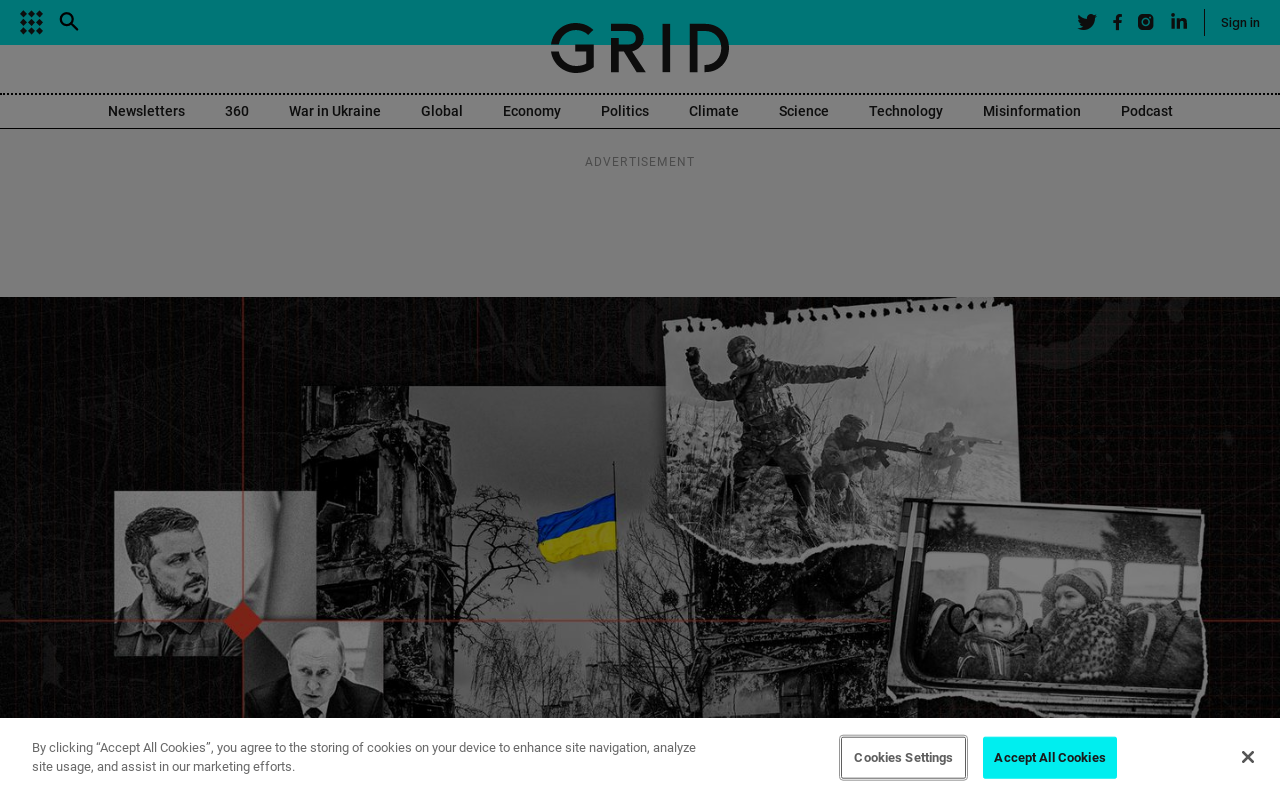 Sign in
GRID
Newsletters 360 War in Ukraine Global Economy Politics Climate Science Technology Misinformation Podcast
ADVERTISEMENT
By clicking “Accept All Cookies”, you agree to the storing of cookies on your device to enhance site navigation, analyze
site usage, and assist in our marketing efforts.
Cookies Settings
Accept All Cookies